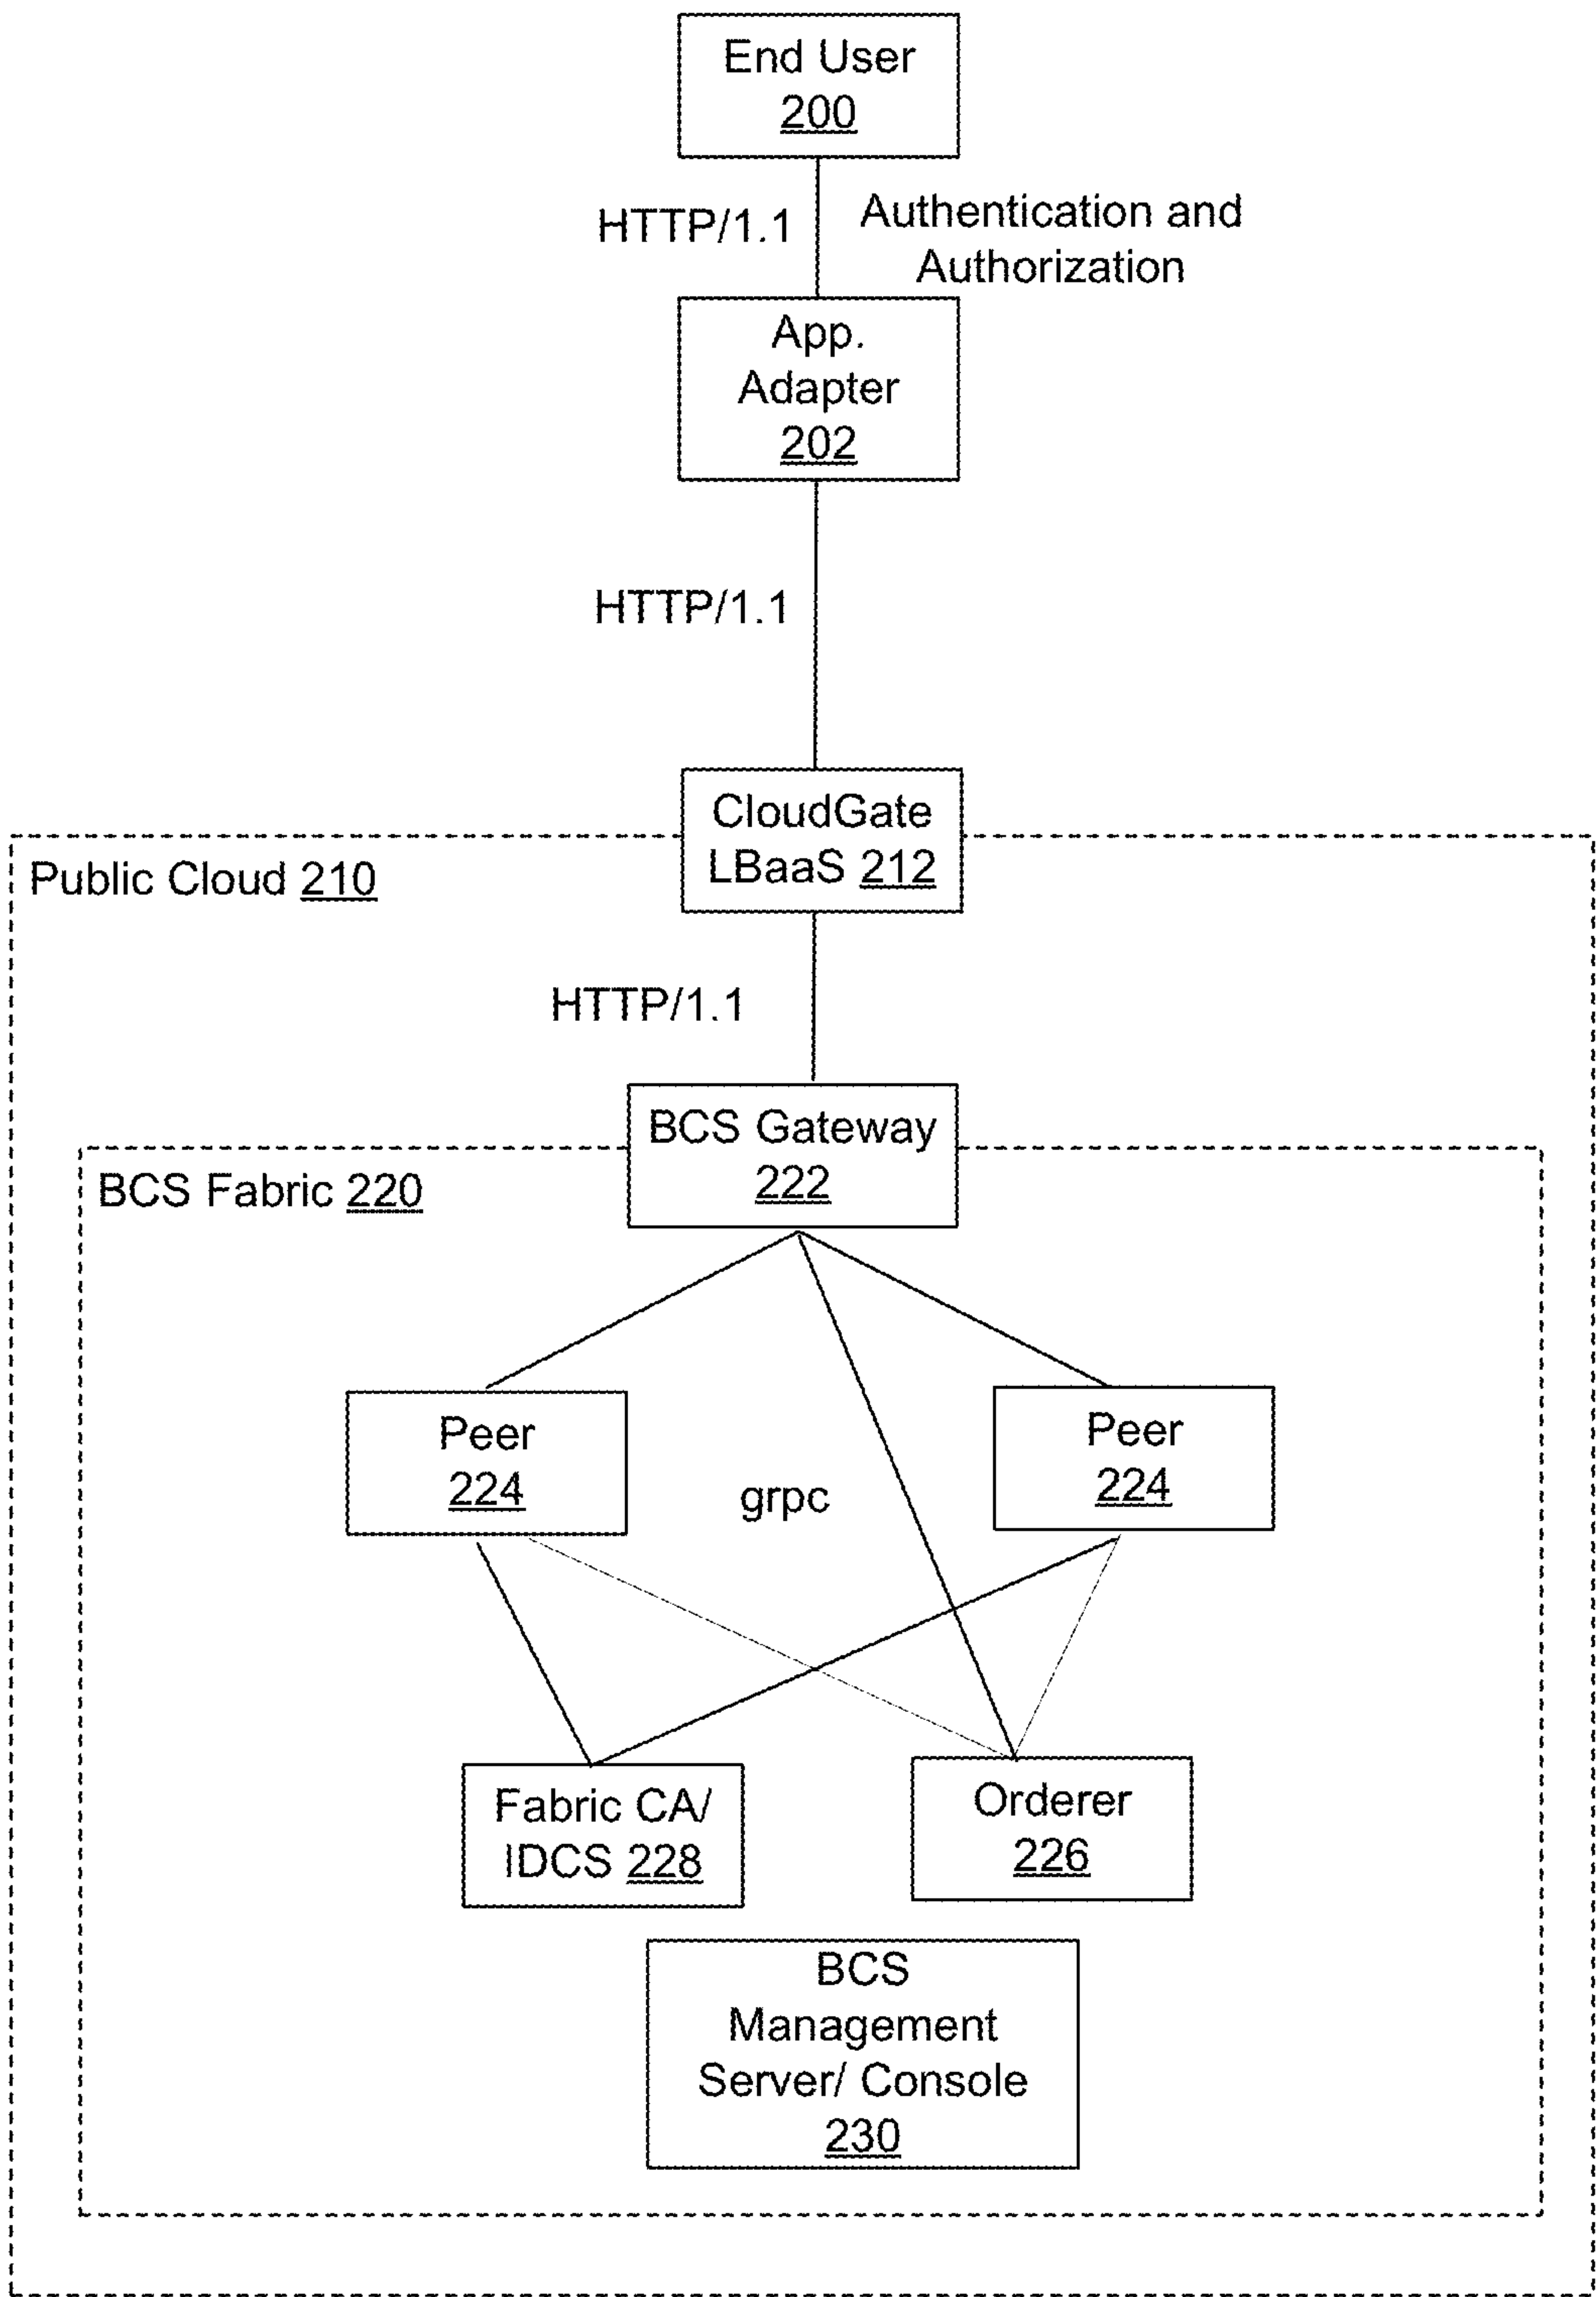 End User
200
HTTP/1.1
Authentication and
Authorization
App.
Adapter
202
HTTP/1.1
CloudGate
LBaaS 212
Public Cloud 210
HTTP/1.1
BCS Gateway
222
BCS Fabric 220
Peer
224
Peer
224
grpc
Fabric CA/
IDCS 228
Orderer
226
BCS
Management
Server/ Console
230